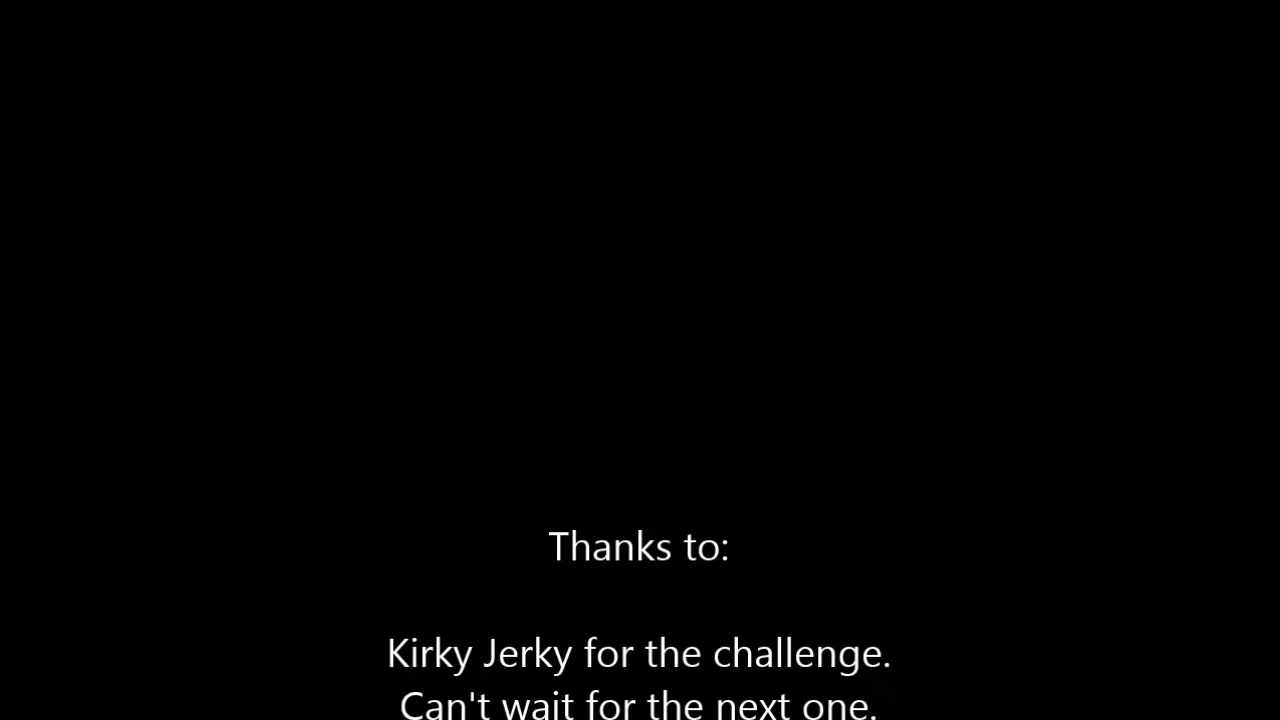 Thanks to:
Kirky Jerky for the challenge.
Can't wait for the next one.